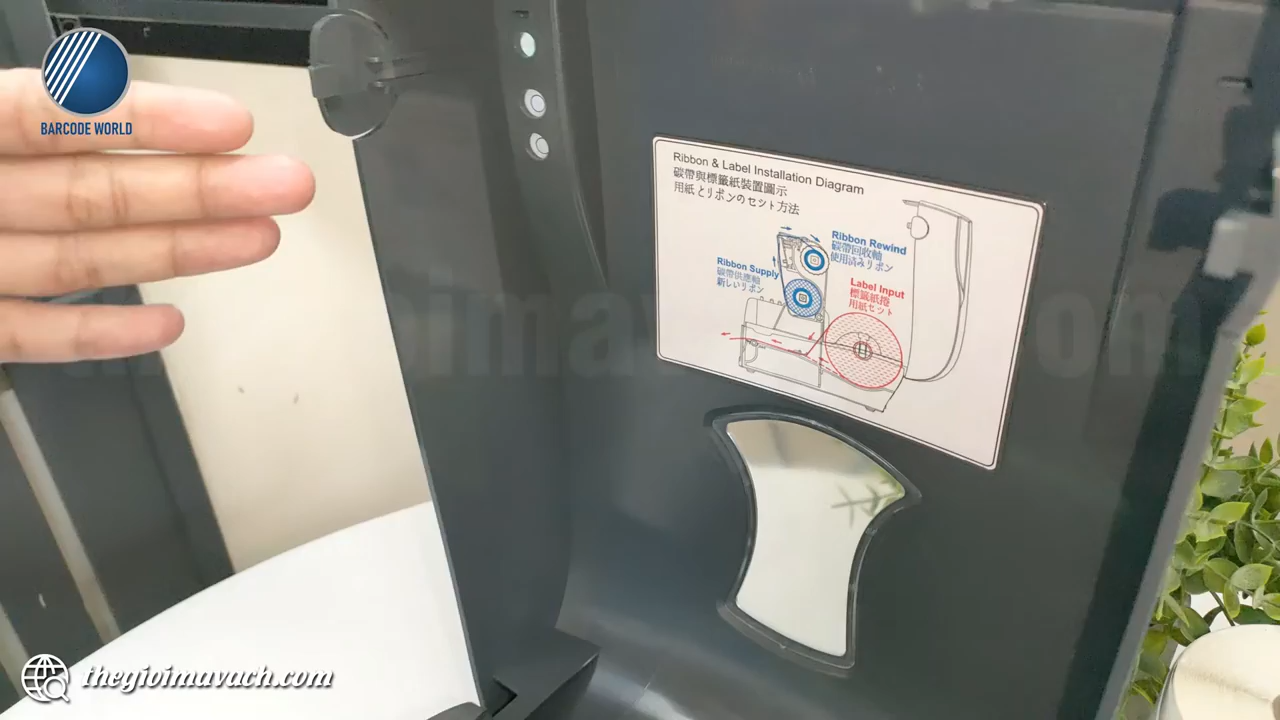 BARCODE WORLD
Ribbon & Label Installation Diagram
碳帶與標籤紙裝置圖示
用紙とリボンのセット方法
Ribbon Rewind
碳帶回收軸
使用済みリボン
Ribbon Supply
碳帶供應軸
新しいリボン
Label Input
標籤紙捲
用紙セット
thegioimavach.com